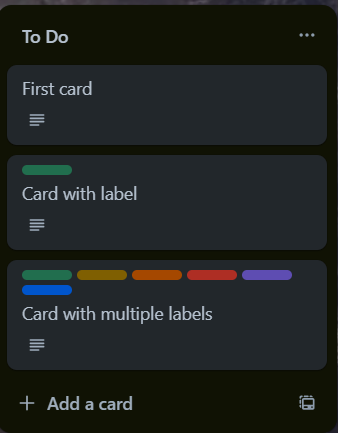 To Do
First card
Card with label
Card with multiple labels
Add a card